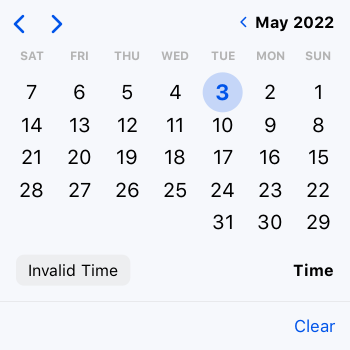 May 2022
SAT FRI THU WED TUE MON SUN
7 6 5 4 3 2 1
14 13 12 11 10 9 8
21 20 19 18 17 16 15
28 27 26 25 24 23 22
31 30 29
Invalid Time Time
Clear